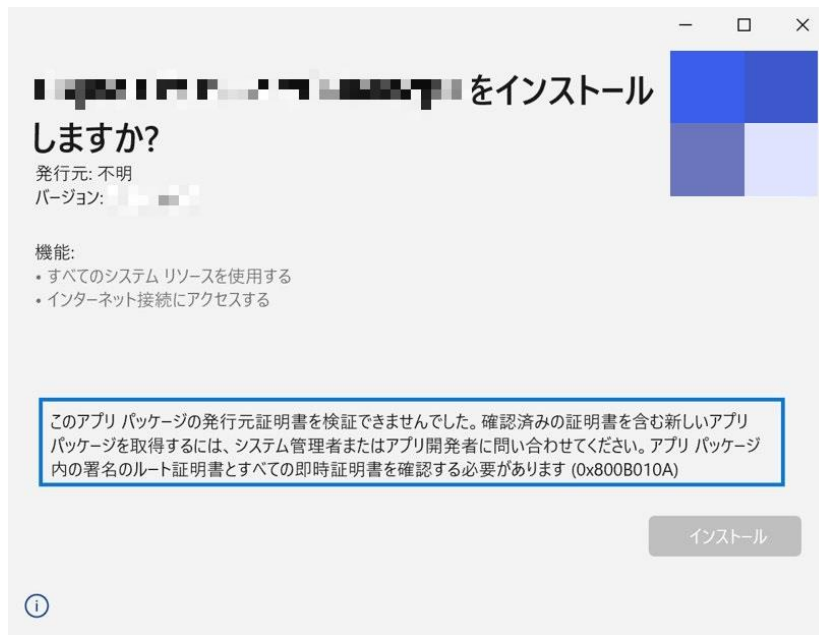 をインストール
しますか?
発行元: 不明
バージョン:
機能:
• すべてのシステム リソースを使用する
• インターネット接続にアクセスする
このアプリ パッケージの発行元証明書を検証できませんでした。確認済みの証明書を含む新しいアプリ
パッケージを取得するには、システム管理者またはアプリ開発者に問い合わせてください。アプリ パッケージ
内の署名のルート証明書とすべての即時証明書を確認する必要があります (0x800B010A)
インストール